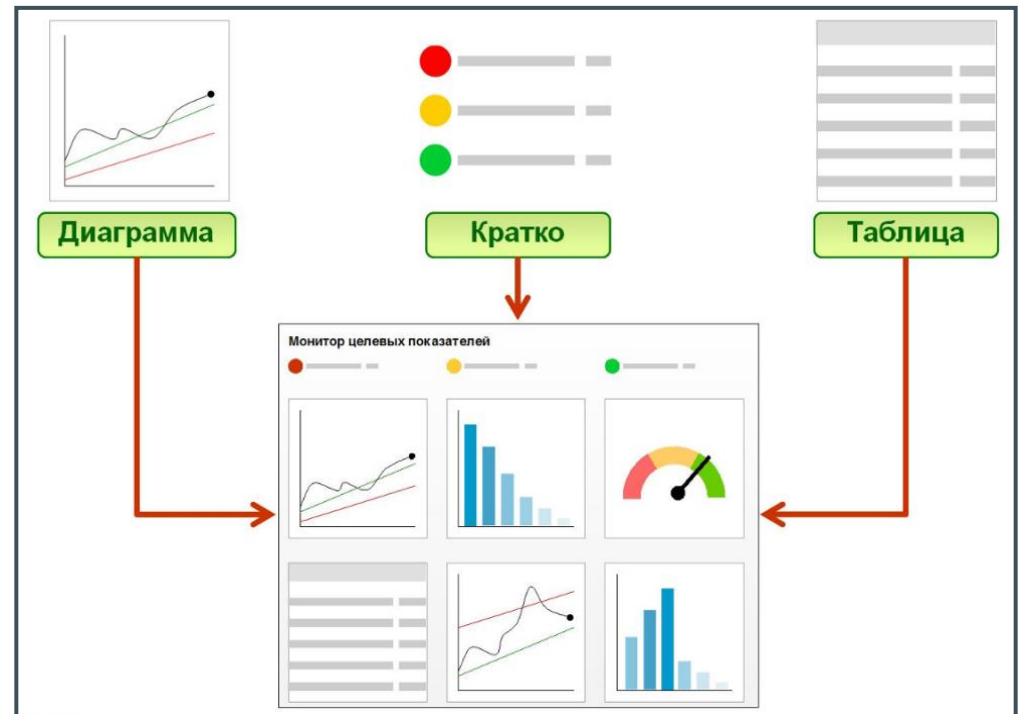 Диаграмма
Кратко
Таблица
Монитор целевых показателей